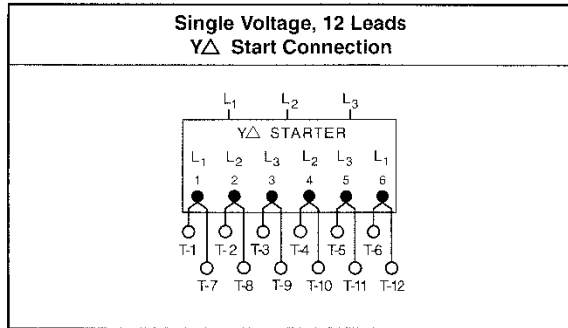 Single Voltage, 12 Leads
Y△ Start Connection
L₁ L₂ L₃
Y△ STARTER
L₁ L₂ L₃ L₂ L₃ L₁
1 2 3 4 5 6
T-1 T-2 T-3 T-4 T-5 T-6
T-7 T-8 T-9 T-10 T-11 T-12